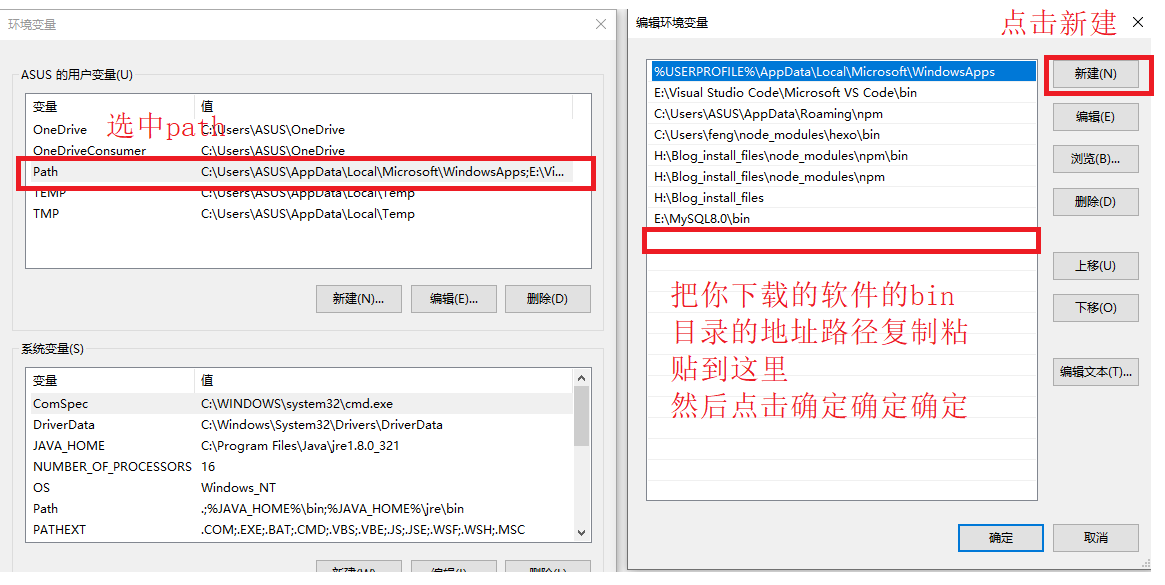 环境变量
ASUS 的用户变量(U)
变量 值
选中path
OneDrive C:\Users\ASUS\OneDrive
OneDriveConsumer C:\Users\ASUS\OneDrive
Path C:\Users\ASUS\AppData\Local\Microsoft\WindowsApps;E:\Vi...
TEMP C:\Users\ASUS\AppData\Local\Temp
TMP C:\Users\ASUS\AppData\Local\Temp
新建(N)... 编辑(E)... 删除(D)
系统变量(S)
变量 值
ComSpec C:\WINDOWS\system32\cmd.exe
DriverData C:\Windows\System32\Drivers\DriverData
JAVA_HOME C:\Program Files\Java\jre1.8.0_321
NUMBER_OF_PROCESSORS 16
OS Windows_NT
Path .;%JAVA_HOME%\bin;%JAVA_HOME%\jre\bin
PATHEXT .COM;.EXE;.BAT;.CMD;.VBS;.VBE;.JS;.JSE;.WSF;.WSH;.MSC
新建(W)... 编辑(I)... 删除(L)
编辑环境变量
点击新建
%USERPROFILE%\AppData\Local\Microsoft\WindowsApps
E:\Visual Studio Code\Microsoft VS Code\bin
C:\Users\ASUS\AppData\Roaming\npm
C:\Users\feng\node_modules\hexo\bin
H:\Blog_install_files\node_modules\npm\bin
H:\Blog_install_files\node_modules\npm
H:\Blog_install_files
E:\MySQL8.0\bin
把你下载的软件的bin
目录的地址路径复制粘
贴到这里
然后点击确定确定确定
新建(N)
编辑(E)
浏览(B)...
删除(D)
上移(U)
下移(O)
编辑文本(T)...
确定 取消